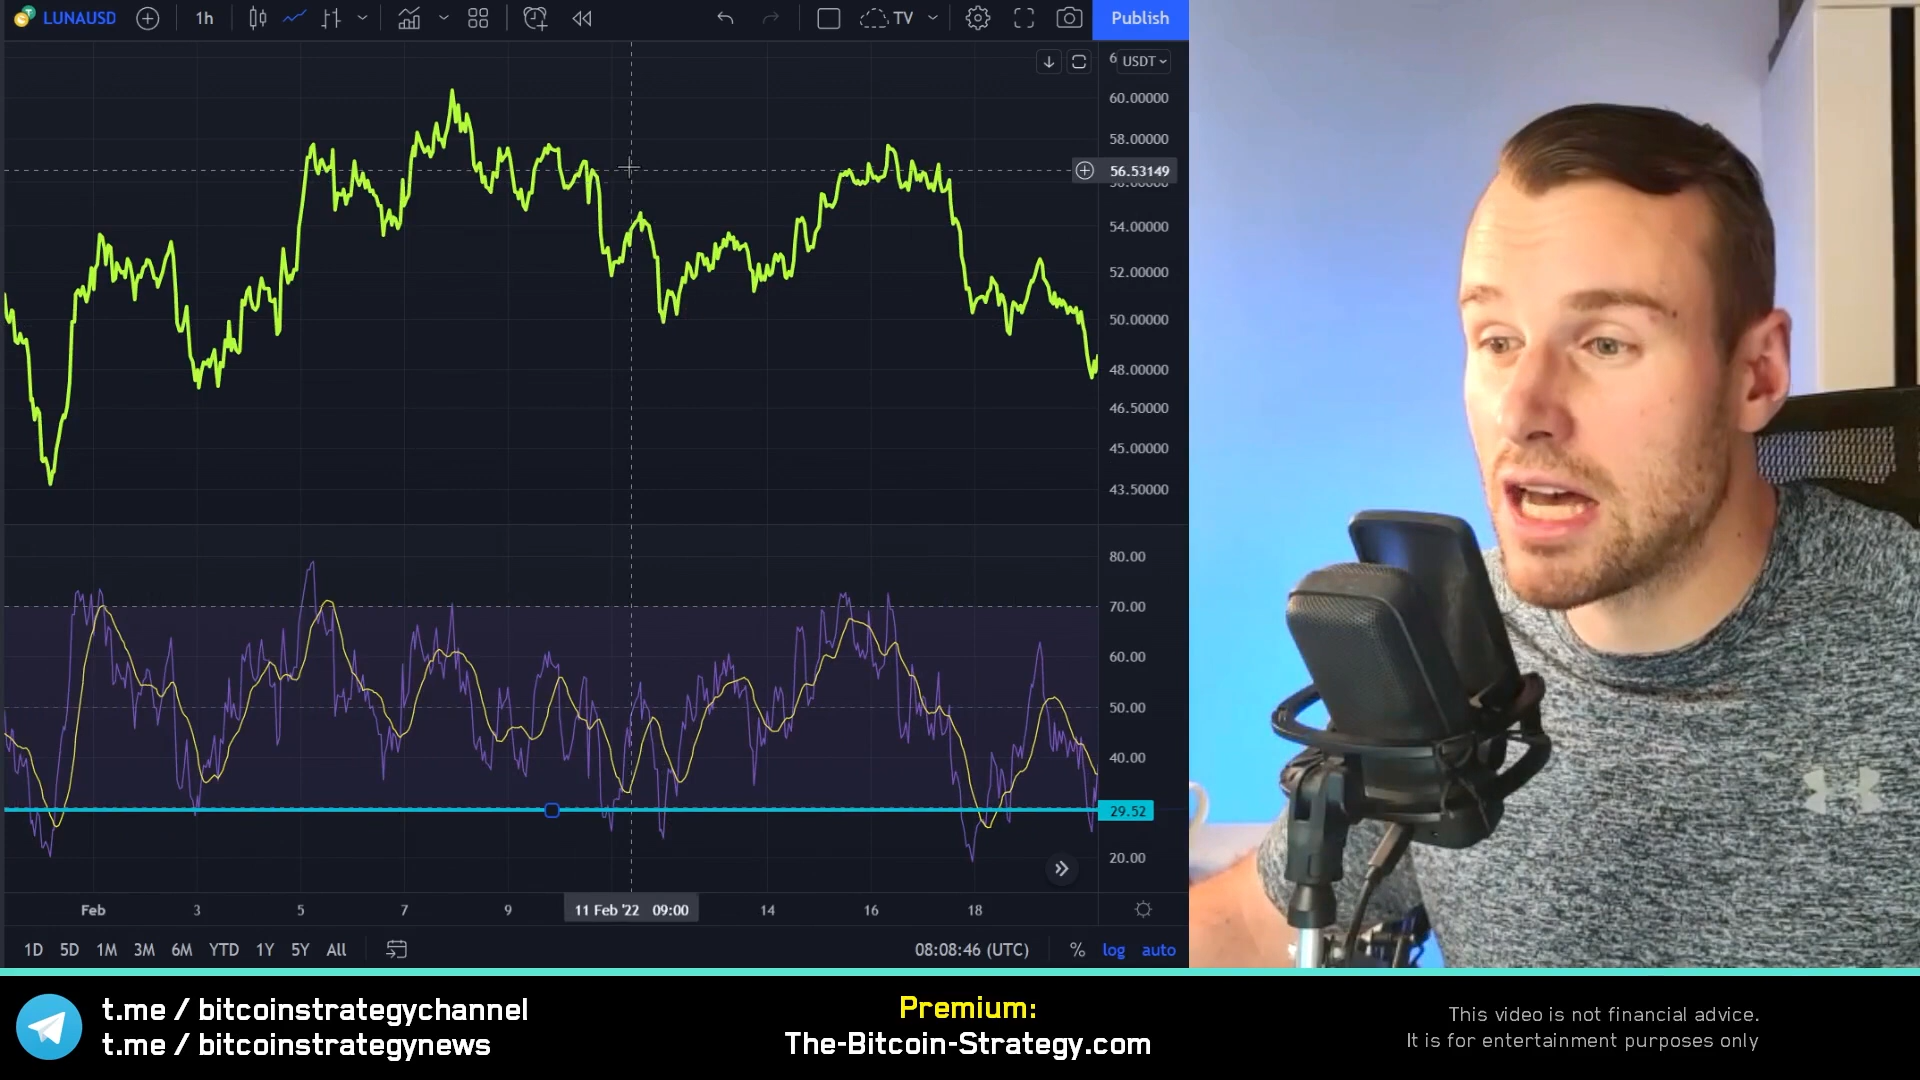 LUNAUSD
1h
TV
Publish
6 USDT
60.00000
58.00000
56.53149
54.00000
52.00000
50.00000
48.00000
46.50000
45.00000
43.50000
80.00
70.00
60.00
50.00
40.00
29.52
20.00
Feb 3 5 7 9 11 Feb '22 09:00 14 16 18
1D 5D 1M 3M 6M YTD 1Y 5Y All 08:08:46 (UTC) % log auto
t.me / bitcoinstrategychannel
t.me / bitcoinstrategynews
Premium:
The-Bitcoin-Strategy.com
This video is not financial advice.
It is for entertainment purposes only